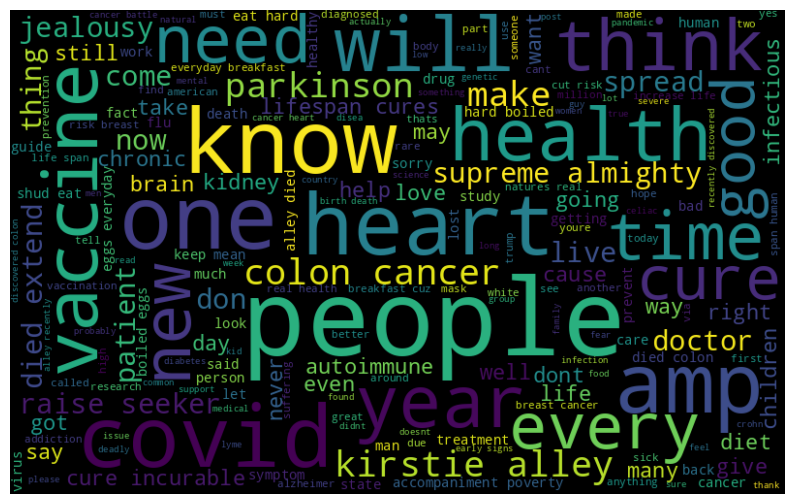 cancer battle
natural
must
eat hard
diagnosed
actually
part
really
use
someone
want
human
post
pandemic
made
two
yes
jealousy
need
will
think
still
work
everyday breakfast
healthy
body
low
cant
cut risk
lot
increase life
severe
thing
prevention
come
mental
find
american
parkinson
drug
something
million
genetic
guy
women
true
spread
infectious
vaccine
fact
take
death
lifespan cures
make
hard boiled
thats
good
guide
risk breast
now
flu
cancer heart
disea
may
health
life span
chronic
know
rare
science
recently discovered
shud eat
men
brain
kidney
sorry
country
supreme almighty
natures real
hope
celiac
span human
tell
eggs everyday
alley died
help
love
study
going
bad
read
one
birth death
lost
heart
getting
youre
time
today
long
trump
died extend
discovered colon
vaccination
keep
mean
week
live
new
colon cancer
cause
prevent
another
cure
alley recently
probably
much
real health
breakfast cuz
mask
see
group
white
via
patient
boiled eggs
don
people
way
right
high
diabetes
look
kid
better
family
fear
care
doctor
day
infection
died colon
first
called
said
autoimmune
well
dont
food
children
research
person
never
even
life
amp
common
support
let
suffering
around
found
breast cancer
crohn
raise seeker
covid
year
every
diet
got
addiction
medical
great
didnt
doesnt
issue
man
due
treatment
early signs
sick
feel
say
deadly
lyme
kirstie alley
many
back
give
virus
please
cure incurable
symptom
alzheimer
state
accompaniment poverty
anything
sure
cancer
thank